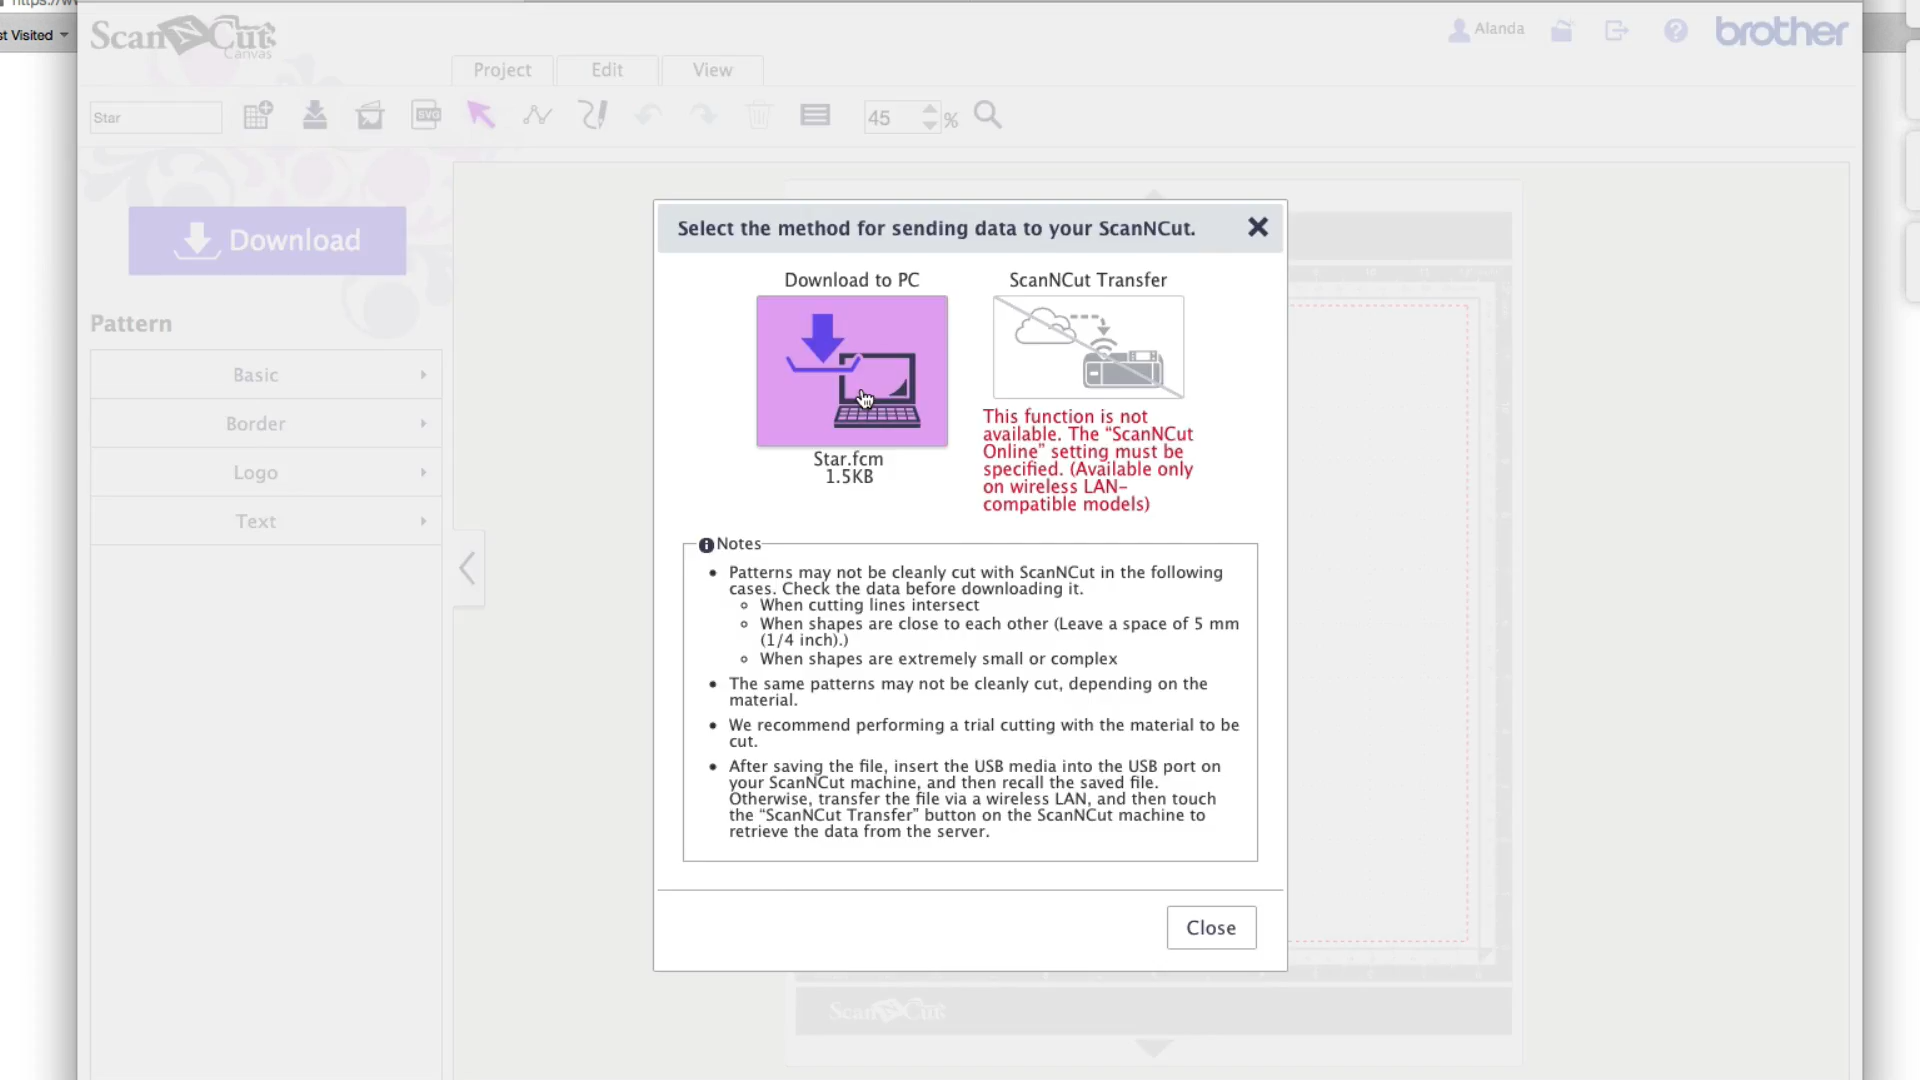 https://w
st Visited
ScanNCut
Canvas
Alanda
brother
Project
Edit
View
Star
SVG
45
%
Download
Select the method for sending data to your ScanNCut.
Download to PC
ScanNCut Transfer
Pattern
Basic
Border
Logo
Text
Star.fcm
1.5KB
This function is not
available. The “ScanNCut
Online” setting must be
specified. (Available only
on wireless LAN-
compatible models)
Notes
Patterns may not be cleanly cut with ScanNCut in the following
cases. Check the data before downloading it.
When cutting lines intersect
When shapes are close to each other (Leave a space of 5 mm
(1/4 inch).)
When shapes are extremely small or complex
The same patterns may not be cleanly cut, depending on the
material.
We recommend performing a trial cutting with the material to be
cut.
After saving the file, insert the USB media into the USB port on
your ScanNCut machine, and then recall the saved file.
Otherwise, transfer the file via a wireless LAN, and then touch
the “ScanNCut Transfer” button on the ScanNCut machine to
retrieve the data from the server.
Close
ScanNCut